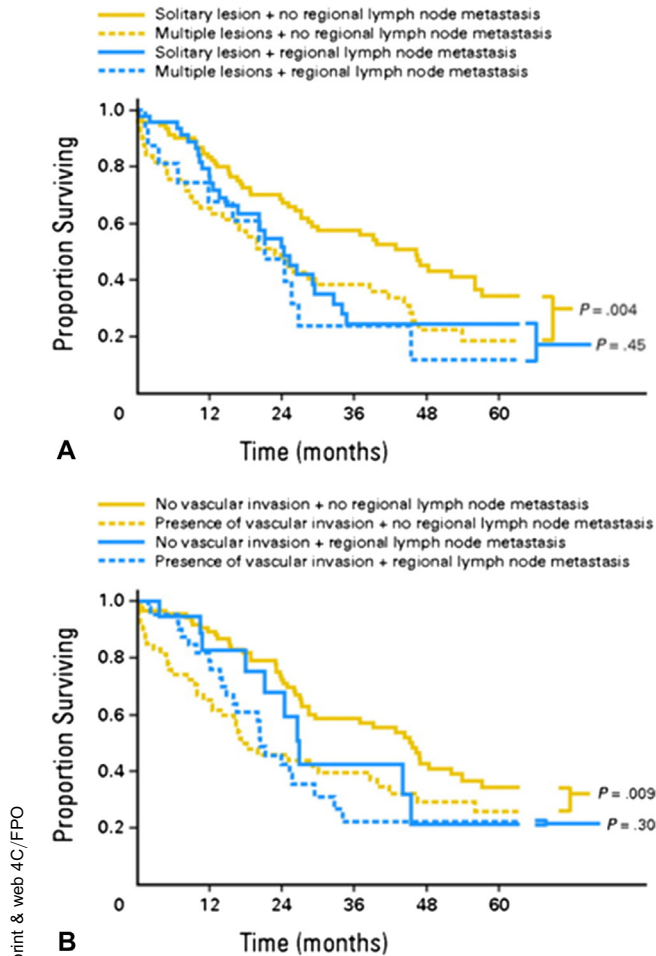 Solitary lesion + no regional lymph node metastasis
Multiple lesions + no regional lymph node metastasis
Solitary lesion + regional lymph node metastasis
Multiple lesions + regional lymph node metastasis
Proportion Surviving
1.0
0.8
0.6
0.4
0.2
P = .004
P = .45
0 12 24 36 48 60
Time (months)
A
No vascular invasion + no regional lymph node metastasis
Presence of vascular invasion + no regional lymph node metastasis
No vascular invasion + regional lymph node metastasis
Presence of vascular invasion + regional lymph node metastasis
Proportion Surviving
1.0
0.8
0.6
0.4
0.2
P = .009
P = .30
0 12 24 36 48 60
Time (months)
B
rint & web 4C/FPO